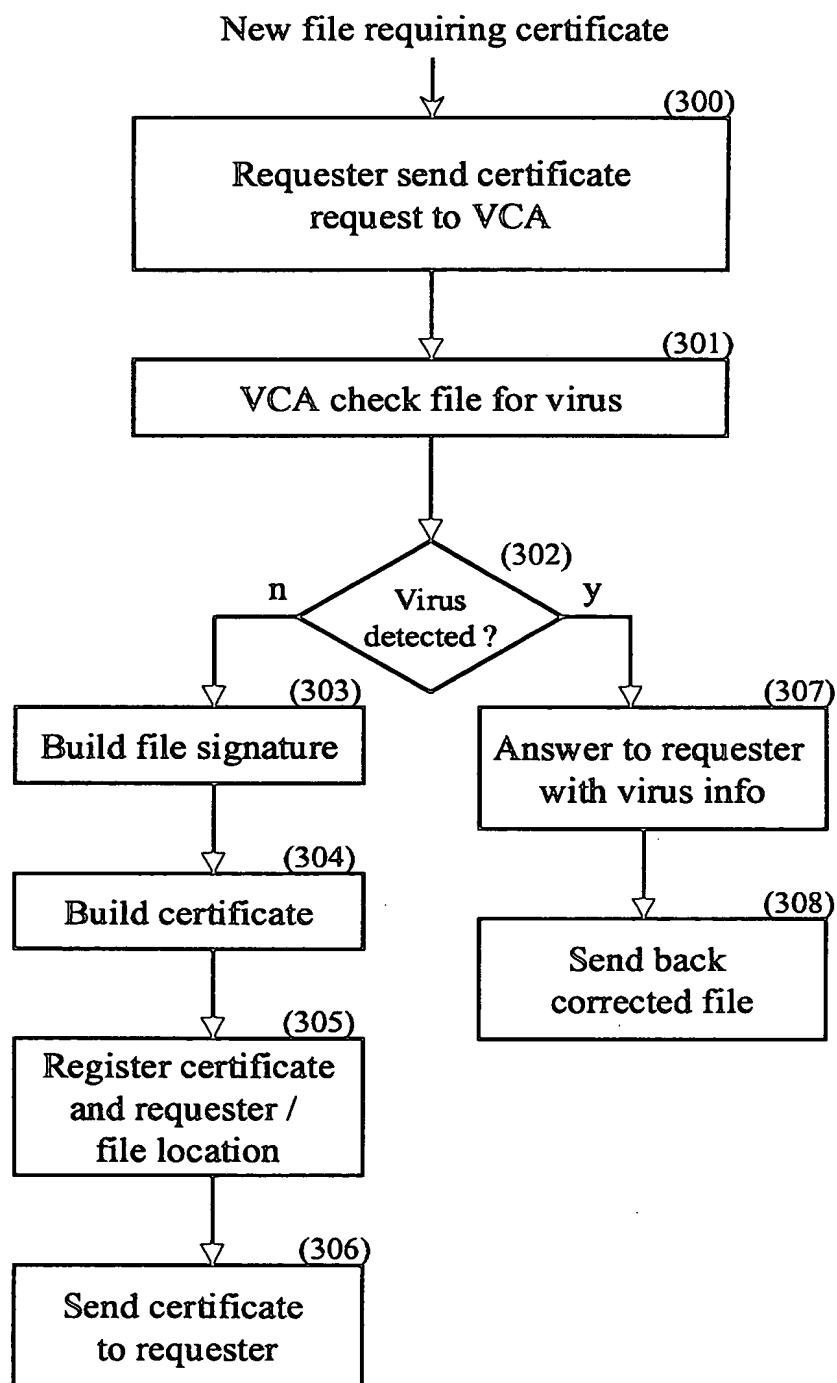 New file requiring certificate
(300)
Requester send certificate
request to VCA
(301)
VCA check file for virus
(302)
n
Virus
detected ?
y
(303)
Build file signature
(307)
Answer to requester
with virus info
(304)
Build certificate
(308)
Send back
corrected file
(305)
Register certificate
and requester /
file location
(306)
Send certificate
to requester